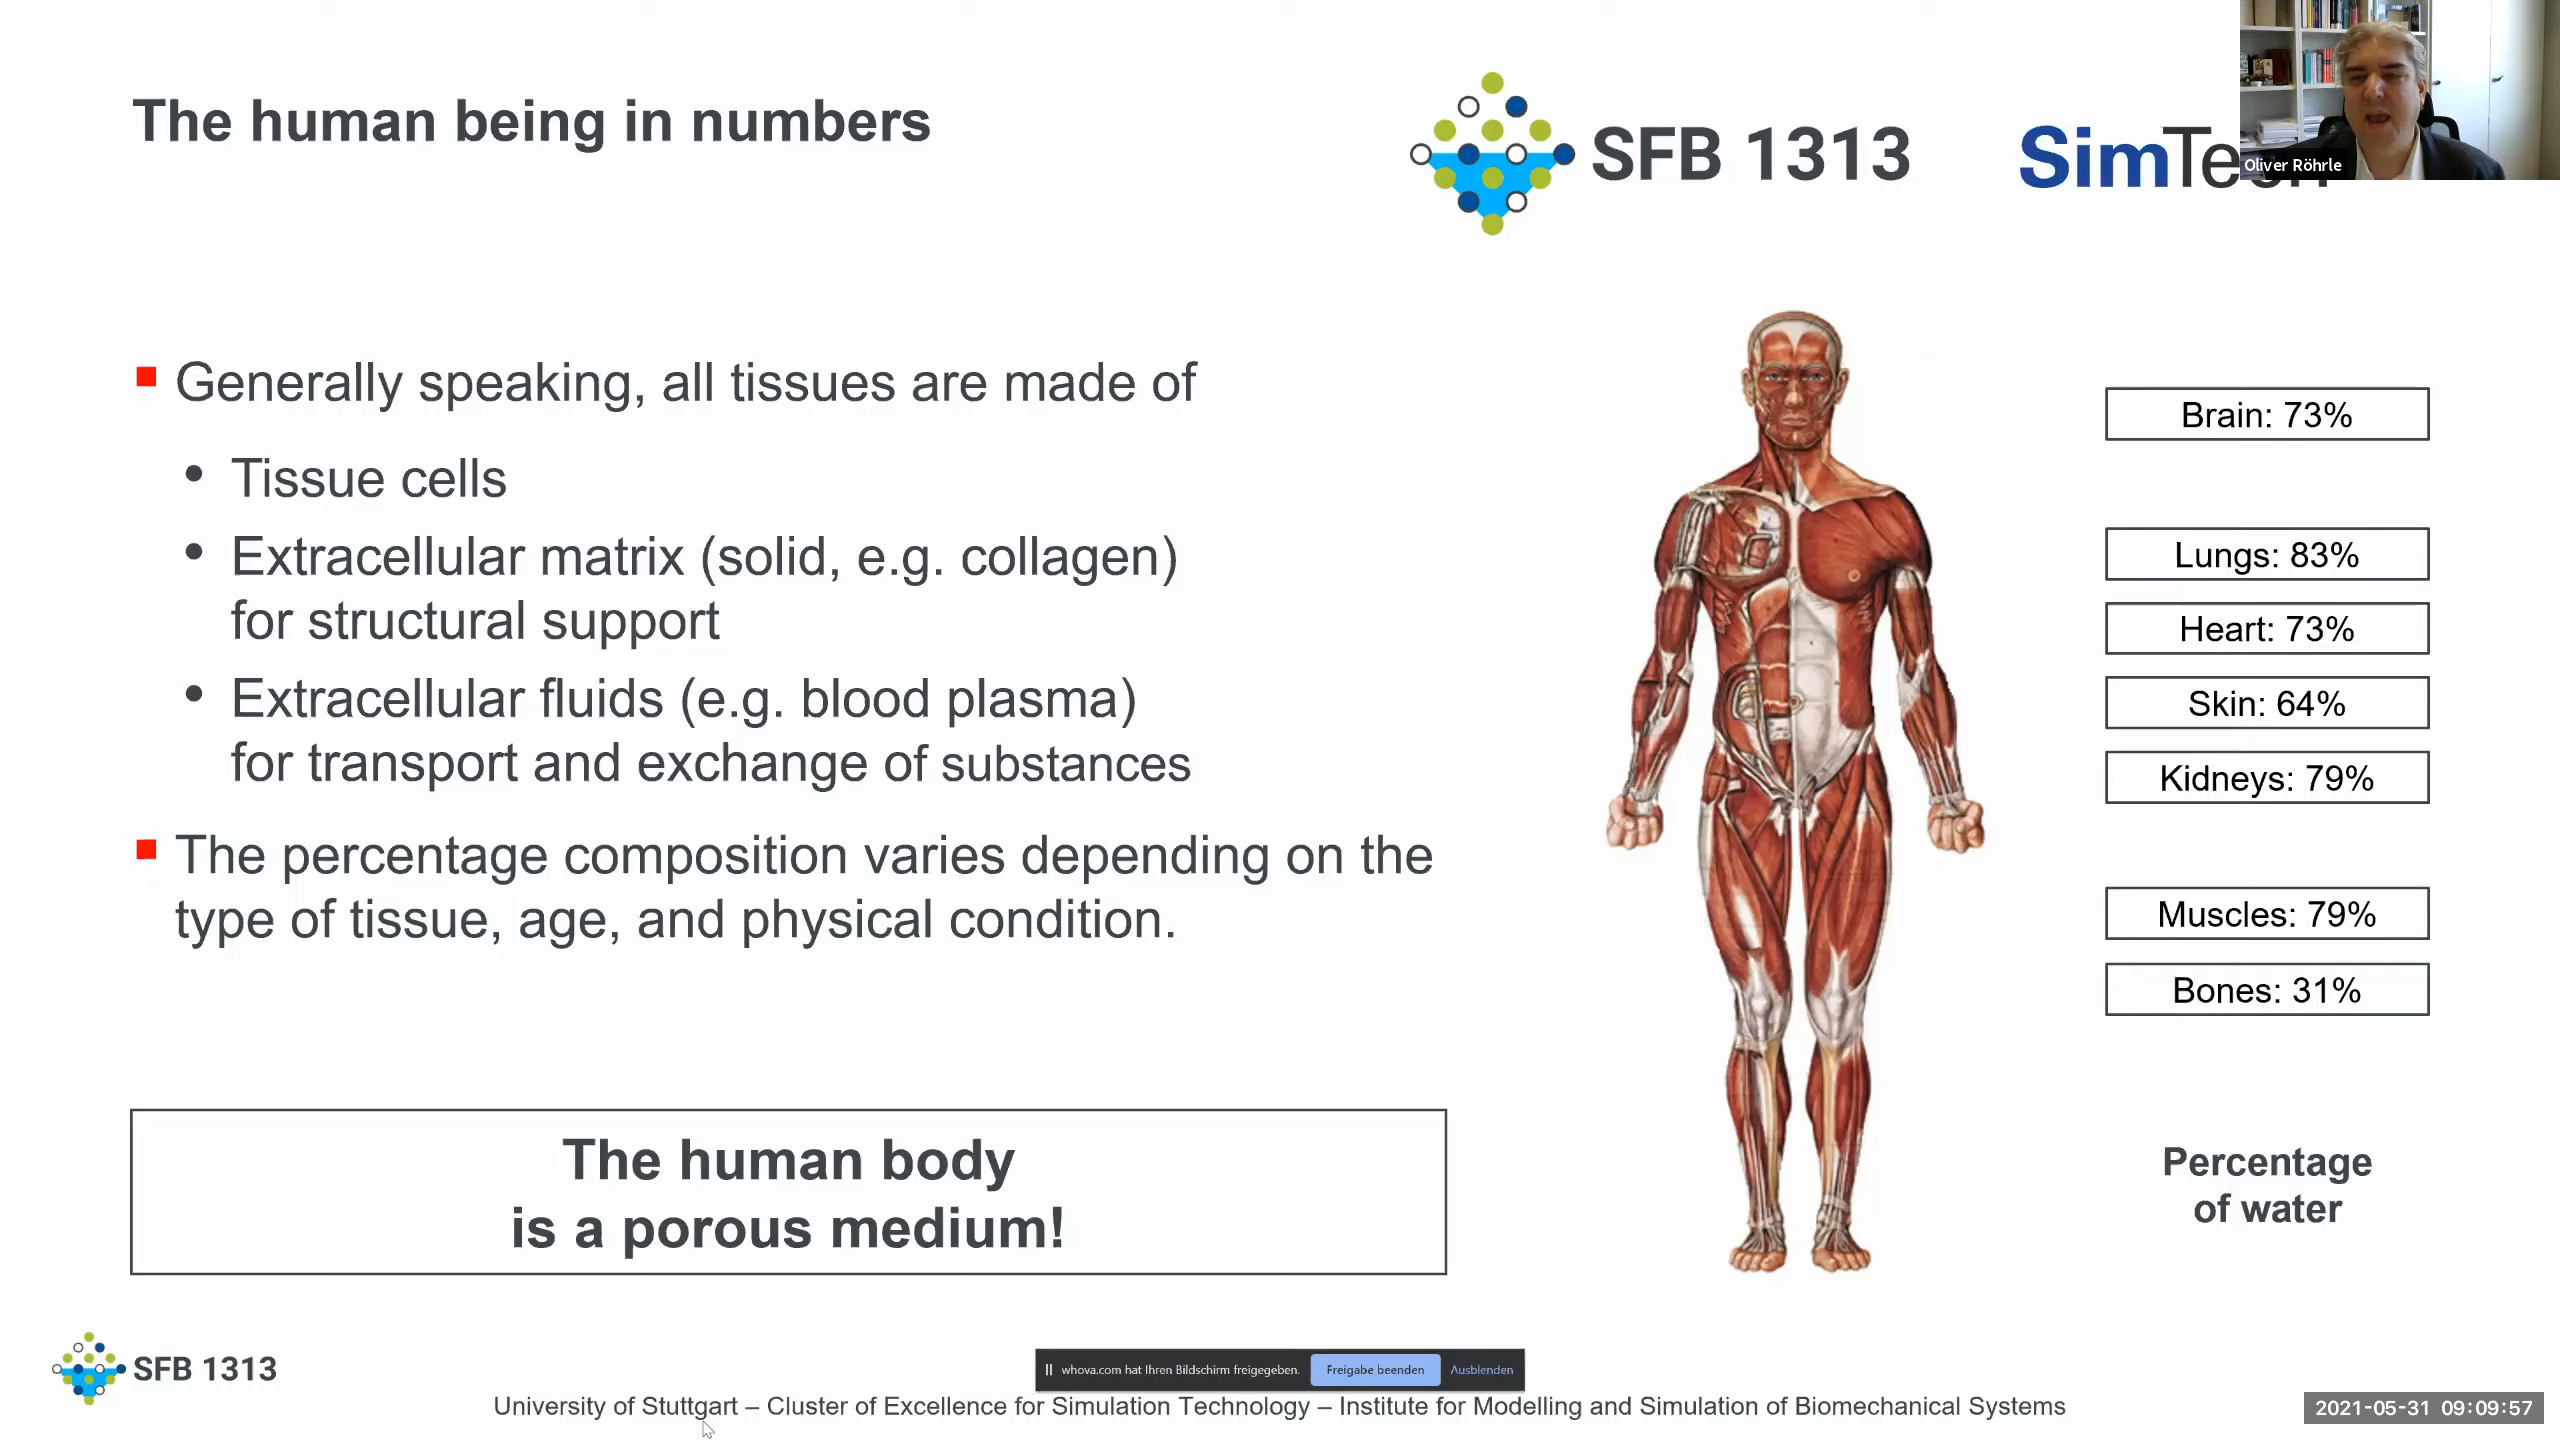 The human being in numbers
SFB 1313
SimTech
Oliver Röhrle
Generally speaking, all tissues are made of
Tissue cells
Extracellular matrix (solid, e.g. collagen)
for structural support
Extracellular fluids (e.g. blood plasma)
for transport and exchange of substances
The percentage composition varies depending on the
type of tissue, age, and physical condition.
The human body
is a porous medium!
Brain: 73%
Lungs: 83%
Heart: 73%
Skin: 64%
Kidneys: 79%
Muscles: 79%
Bones: 31%
Percentage
of water
SFB 1313
whova.com hat Ihren Bildschirm freigegeben. Freigabe beenden Ausblenden
University of Stuttgart – Cluster of Excellence for Simulation Technology – Institute for Modelling and Simulation of Biomechanical Systems
2021-05-31 09:09:57